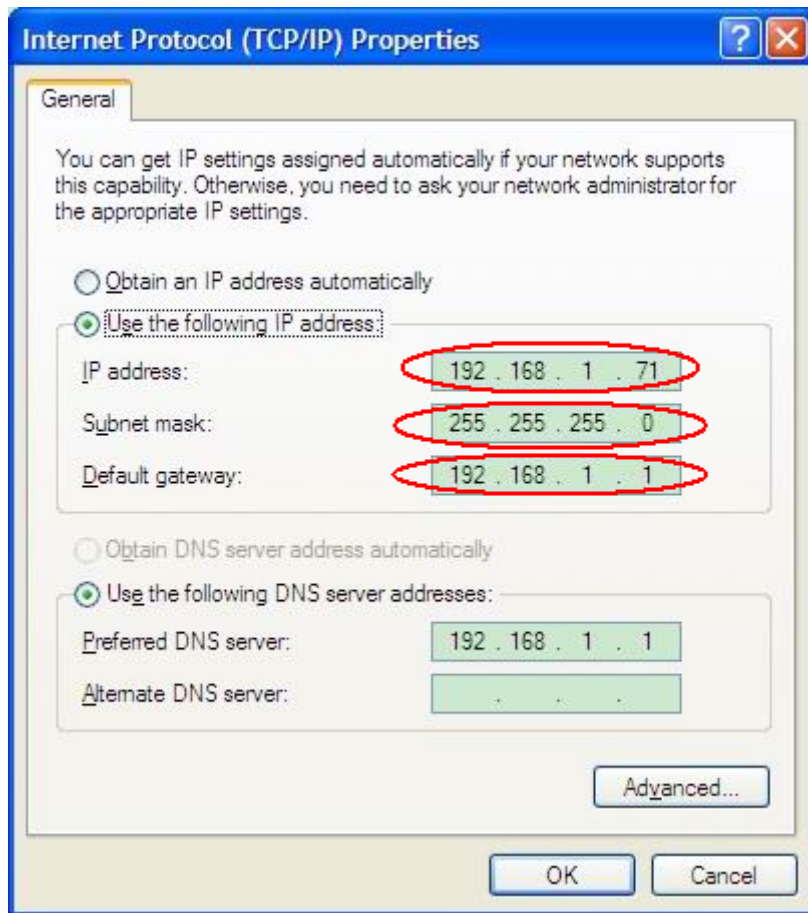 Internet Protocol (TCP/IP) Properties
General
You can get IP settings assigned automatically if your network supports
this capability. Otherwise, you need to ask your network administrator for
the appropriate IP settings.
Obtain an IP address automatically
Use the following IP address:
IP address: 192 . 168 . 1 . 71
Subnet mask: 255 . 255 . 255 . 0
Default gateway: 192 . 168 . 1 . 1
Obtain DNS server address automatically
Use the following DNS server addresses:
Preferred DNS server: 192 . 168 . 1 . 1
Alternate DNS server: . . .
Advanced...
OK Cancel